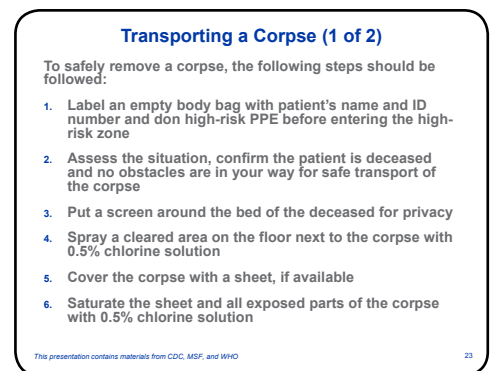 Transporting a Corpse (1 of 2)
To safely remove a corpse, the following steps should be
followed:
1. Label an empty body bag with patient's name and ID
number and don high-risk PPE before entering the high-
risk zone
2. Assess the situation, confirm the patient is deceased
and no obstacles are in your way for safe transport of
the corpse
3. Put a screen around the bed of the deceased for privacy
4. Spray a cleared area on the floor next to the corpse with
0.5% chlorine solution
5. Cover the corpse with a sheet, if available
6. Saturate the sheet and all exposed parts of the corpse
with 0.5% chlorine solution
This presentation contains materials from CDC, MSF, and WHO
23